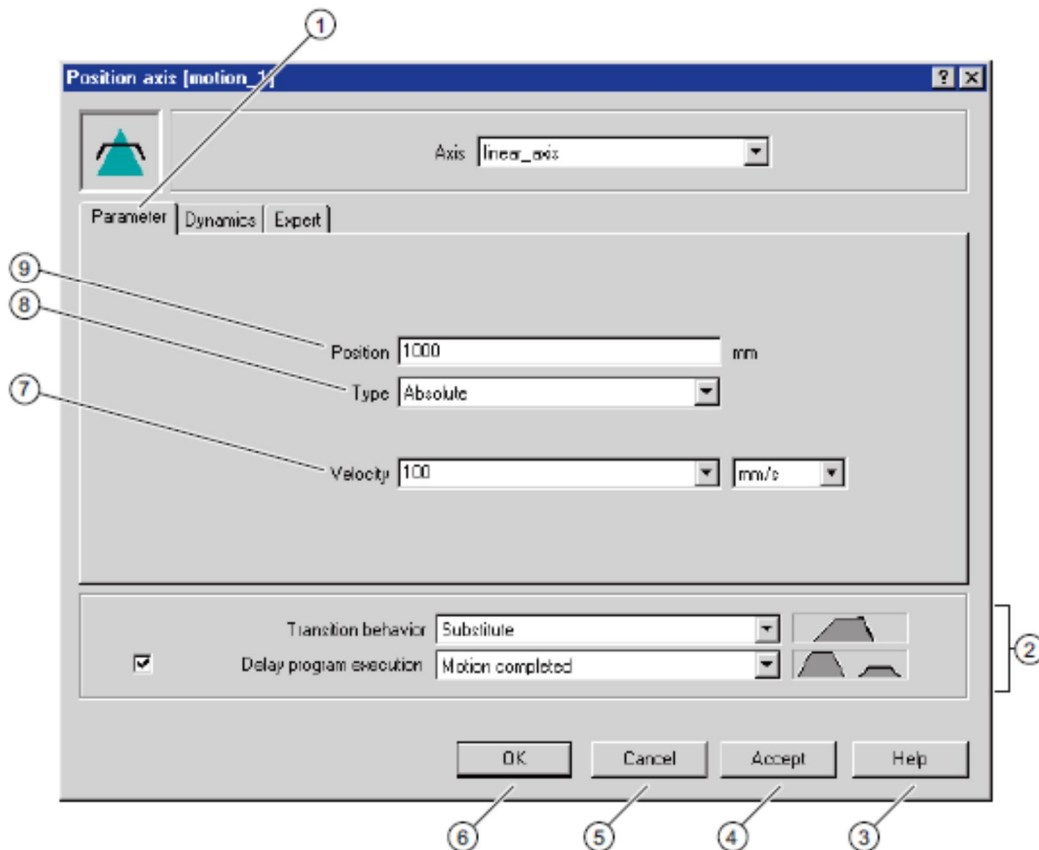 1
Position axis [motion_1]
Axis linear_axis
Parameter Dynamics Expert
9
8
Position 1000 mm
Type Absolute
7
Velocity 100 mm/s
Transition behavior Substitute
2
Delay program execution Motion completed
OK Cancel Accept Help
6 5 4 3